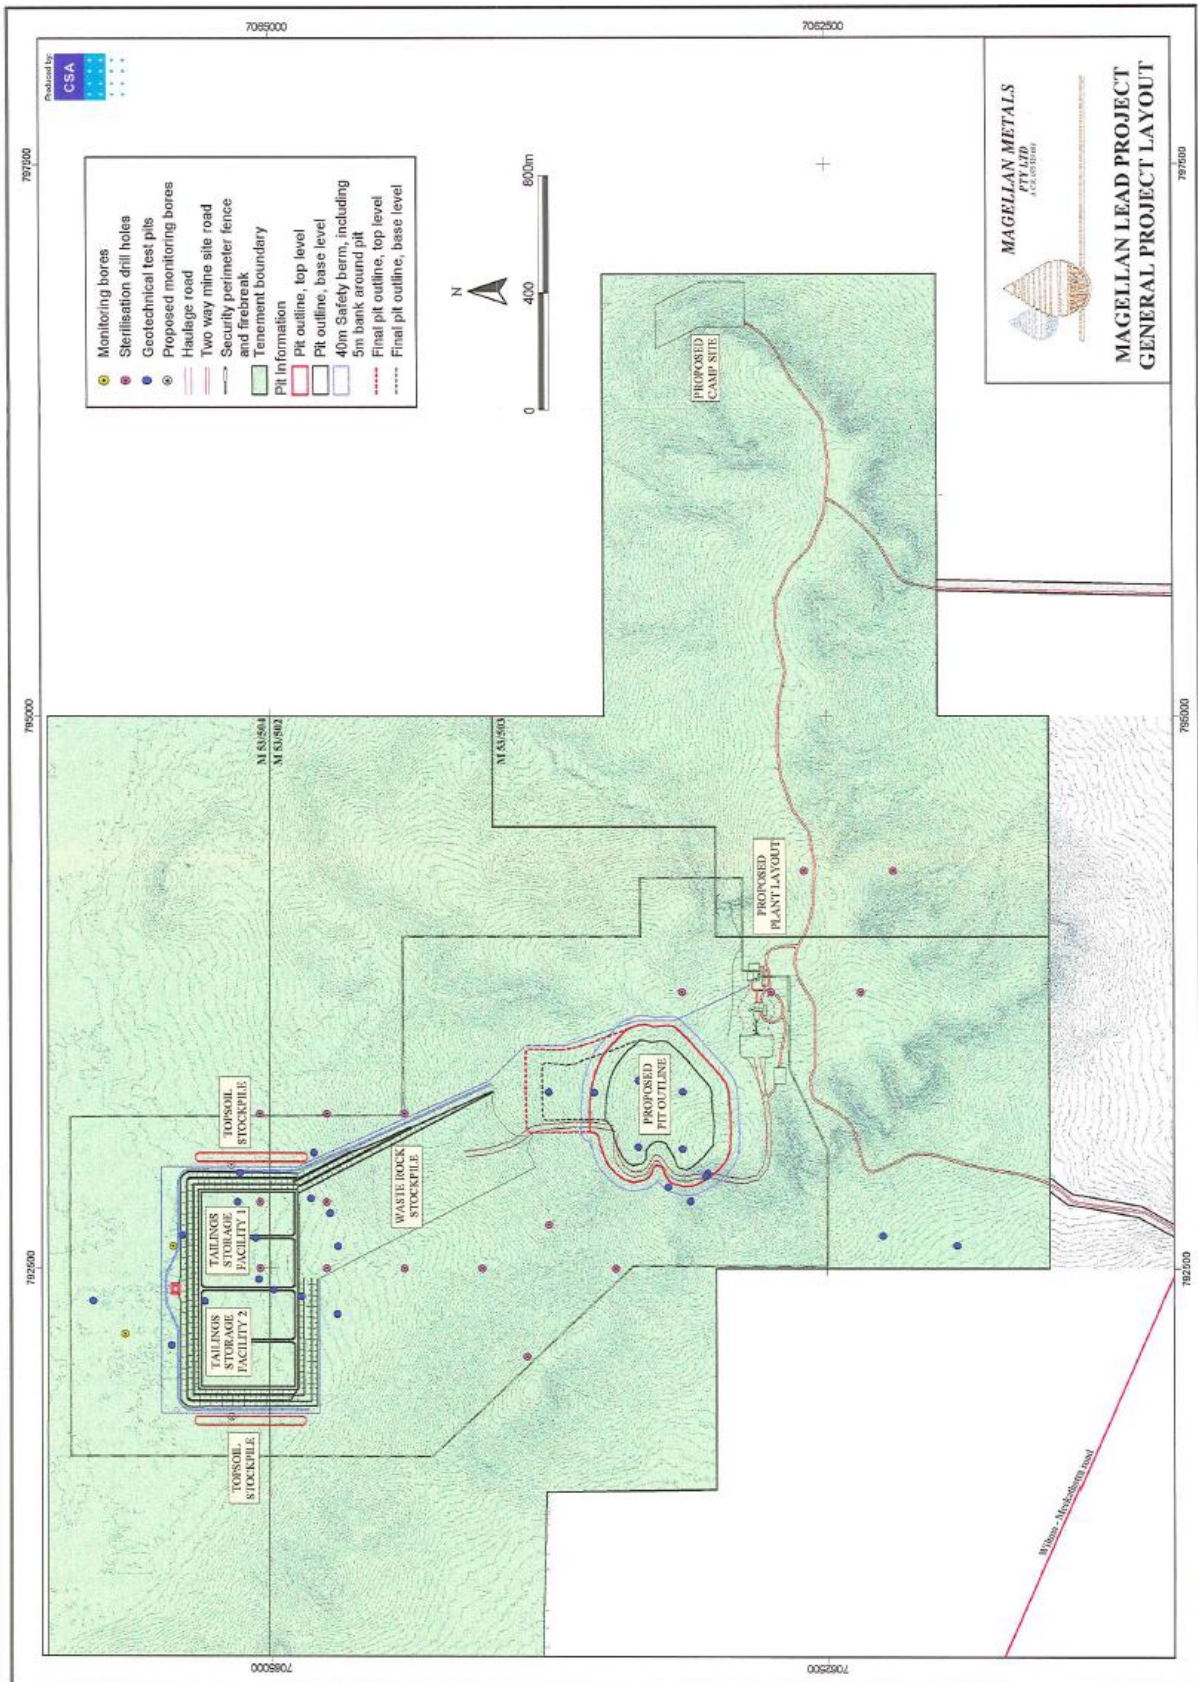 7065000
7062500
Produced by:
CSA
797500
797500
Monitoring bores
Sterilisation drill holes
Geotechnical test pits
Proposed monitoring bores
Haulage road
Two way mine site road
Security perimeter fence
and firebreak
Tenement boundary
Pit Information
Pit outline, top level
Pit outline, base level
40m Safety berm, including
5m bank around pit
Final pit outline, top level
Final pit outline, base level
N
0
400
800m
MAGELLAN METALS
PTY LTD
MAGELLAN LEAD PROJECT
GENERAL PROJECT LAYOUT
PROPOSED
CAMP SITE
795000
795000
M 53/504
M 53/502
M 53/503
PROPOSED
PLANT LAYOUT
TOPSOIL
STOCKPILE
PROPOSED
PIT OUTLINE
WASTE ROCK
STOCKPILE
TAILINGS
STORAGE
FACILITY 1
TAILINGS
STORAGE
FACILITY 2
792500
792500
TOPSOIL
STOCKPILE
Wiluna - Meekatharra road
7065000
7062500